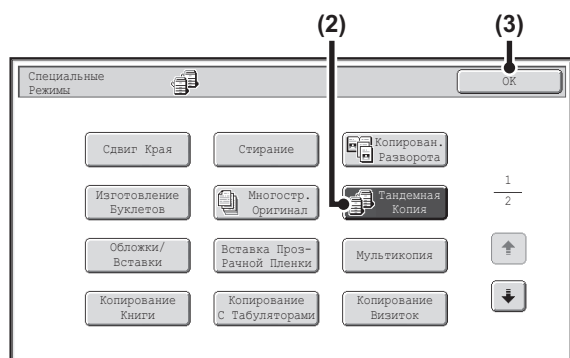 (2) (3)
Специальные
Режимы
OK
Сдвиг Края
Стирание
Копирован.
Разворота
Изготовление
Буклетов
Многостр.
Оригинал
Тандемная
Копия
1
2
Обложки/
Вставки
Вставка Проз-
Рачной Пленки
Мультикопия
Копирование
Книги
Копирование
С Табуляторами
Копирование
Визиток